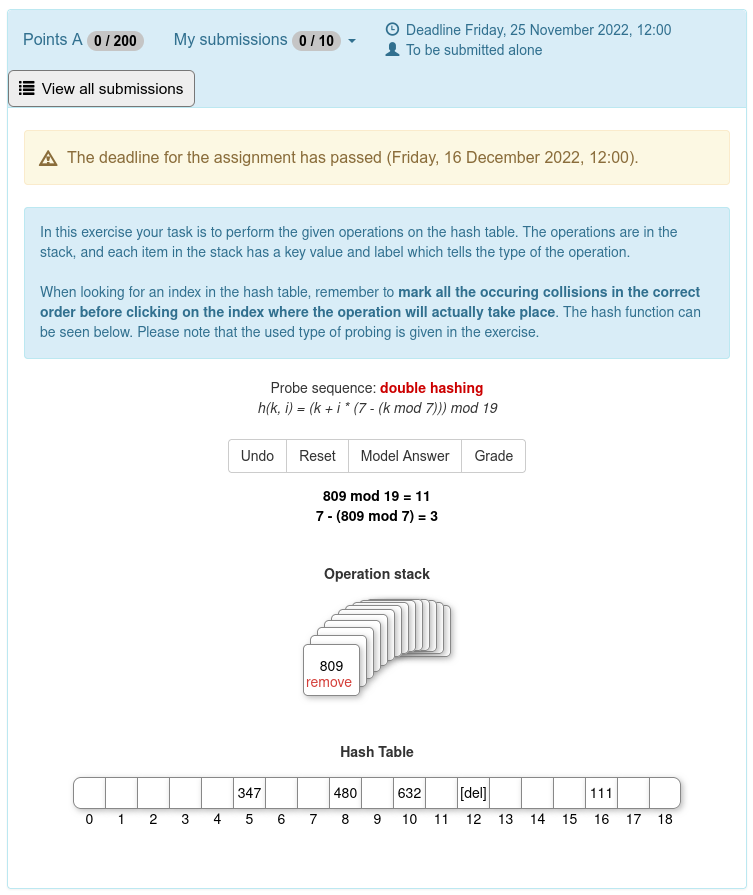 Points A 0 / 200 My submissions 0 / 10 Deadline Friday, 25 November 2022, 12:00
To be submitted alone
View all submissions
The deadline for the assignment has passed (Friday, 16 December 2022, 12:00).
In this exercise your task is to perform the given operations on the hash table. The operations are in the
stack, and each item in the stack has a key value and label which tells the type of the operation.
When looking for an index in the hash table, remember to mark all the occuring collisions in the correct
order before clicking on the index where the operation will actually take place. The hash function can
be seen below. Please note that the used type of probing is given in the exercise.
Probe sequence: double hashing
h(k, i) = (k + i * (7 - (k mod 7))) mod 19
Undo Reset Model Answer Grade
809 mod 19 = 11
7 - (809 mod 7) = 3
Operation stack
809
remove
Hash Table
347 480 632 [del] 111
0 1 2 3 4 5 6 7 8 9 10 11 12 13 14 15 16 17 18